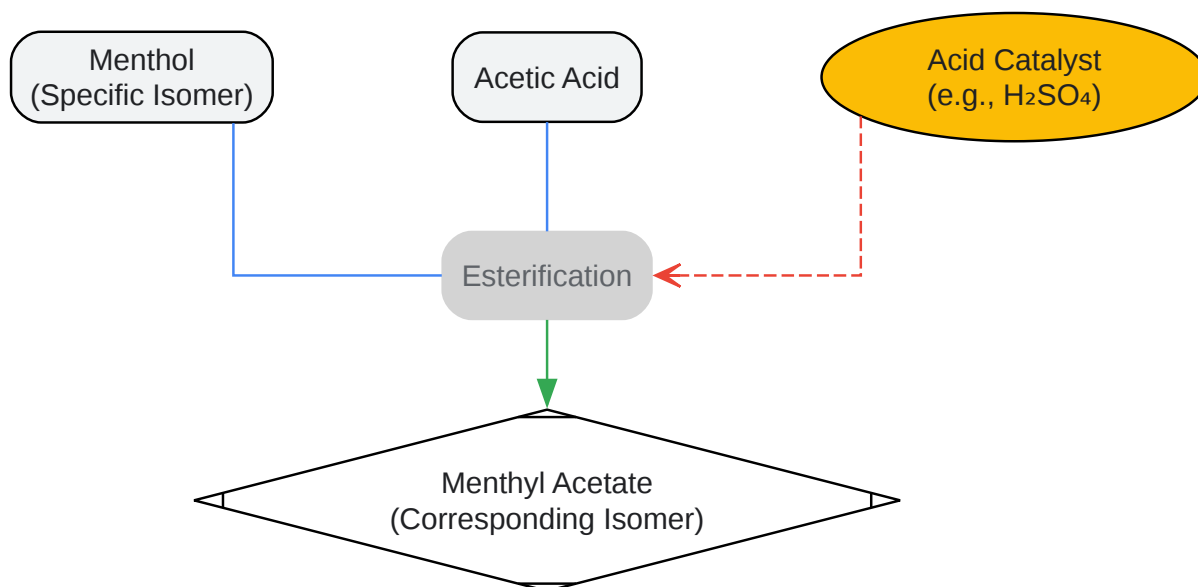 Menthol
(Specific Isomer)
Acetic Acid
Acid Catalyst
(e.g., H₂SO₄)
Esterification
Menthyl Acetate
(Corresponding Isomer)